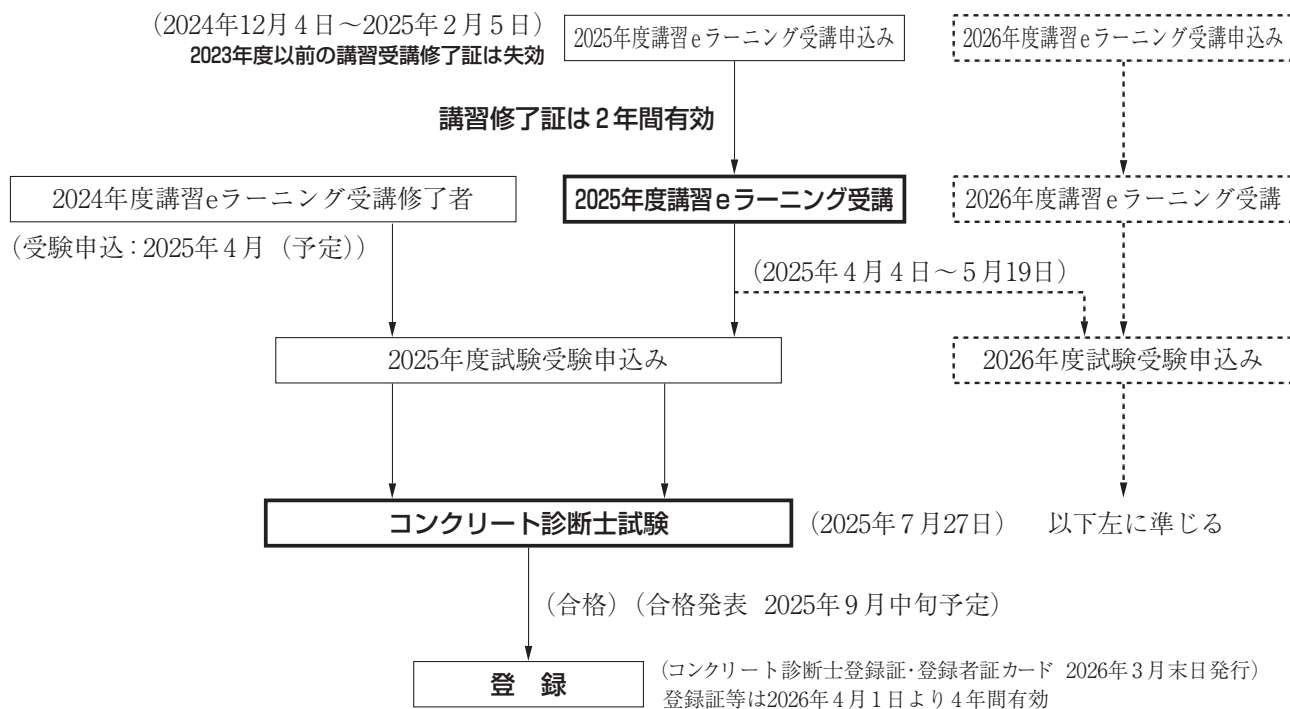 (2024年12月4日~2025年2月5日)
2023年度以前の講習受講修了証は失効
2025年度講習eラーニング受講申込み
2026年度講習eラーニング受講申込み
講習修了証は2年間有効
2024年度講習eラーニング受講修了者
2025年度講習eラーニング受講
2026年度講習eラーニング受講
(受験申込:2025年4月(予定))
(2025年4月4日~5月19日)
2025年度試験受験申込み
2026年度試験受験申込み
コンクリート診断士試験
(2025年7月27日) 以下左に準じる
(合格)(合格発表 2025年9月中旬予定)
登 録
(コンクリート診断士登録証・登録者証カード 2026年3月末日発行)
登録証等は2026年4月1日より4年間有効